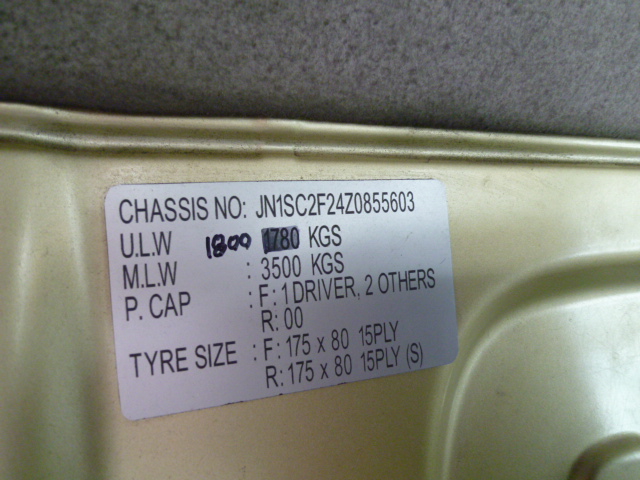 CHASSIS NO: JN1SC2F24Z0855603
U.L.W 1800 1780 KGS
M.L.W : 3500 KGS
P. CAP : F: 1 DRIVER, 2 OTHERS
R: 00
TYRE SIZE : F: 175 x 80 15PLY
R: 175 x 80 15PLY (S)